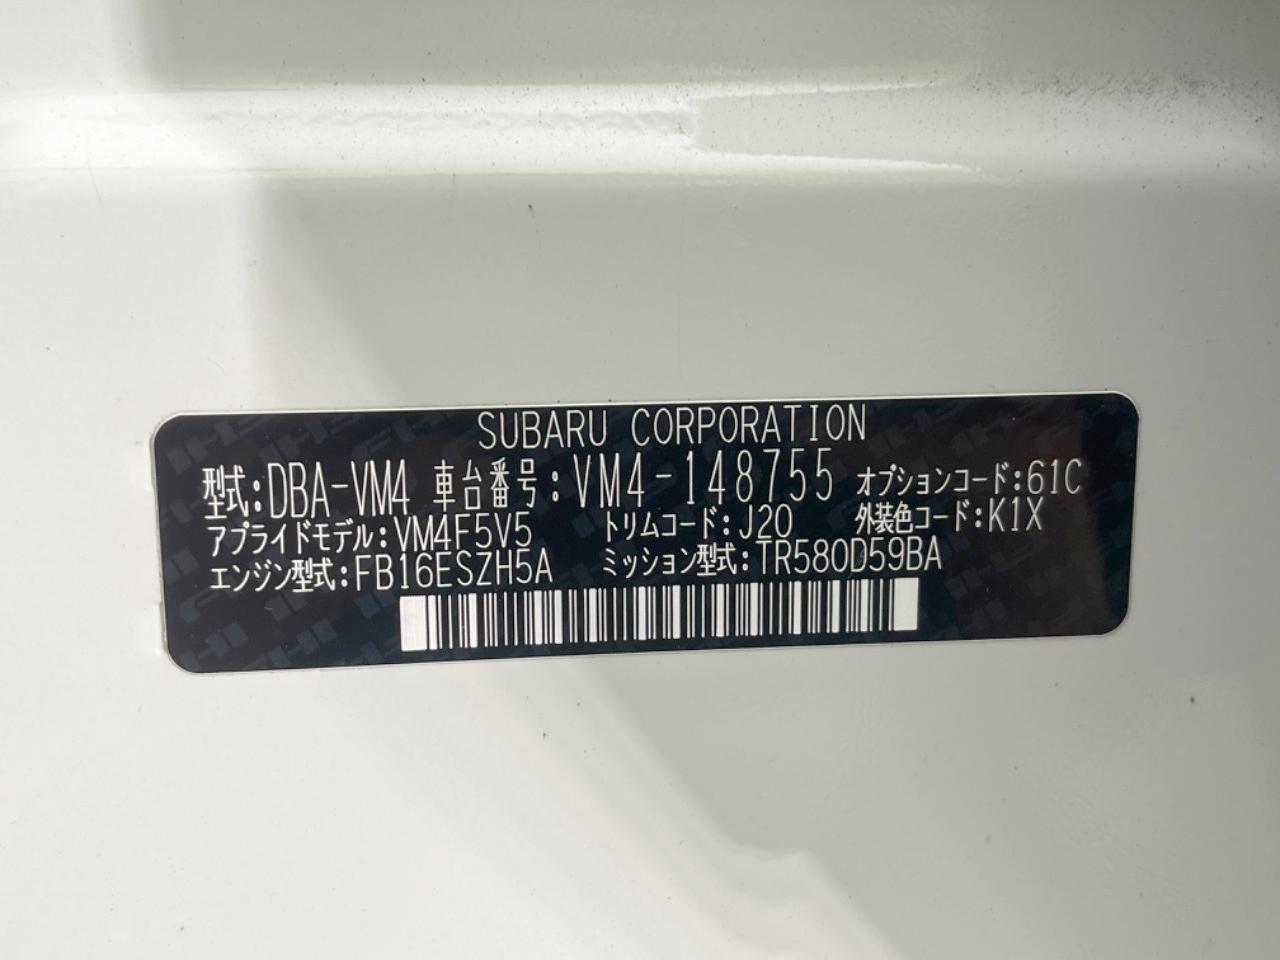 SUBARU CORPORATION
型式:DBA-VM4 車台番号:VM4-148755 オプションコード:61C
アプライドモデル:VM4F5V5 トリムコード:J20 外装色コード:K1X
エンジン型式:FB16ESZH5A ミッション型式:TR580D59BA